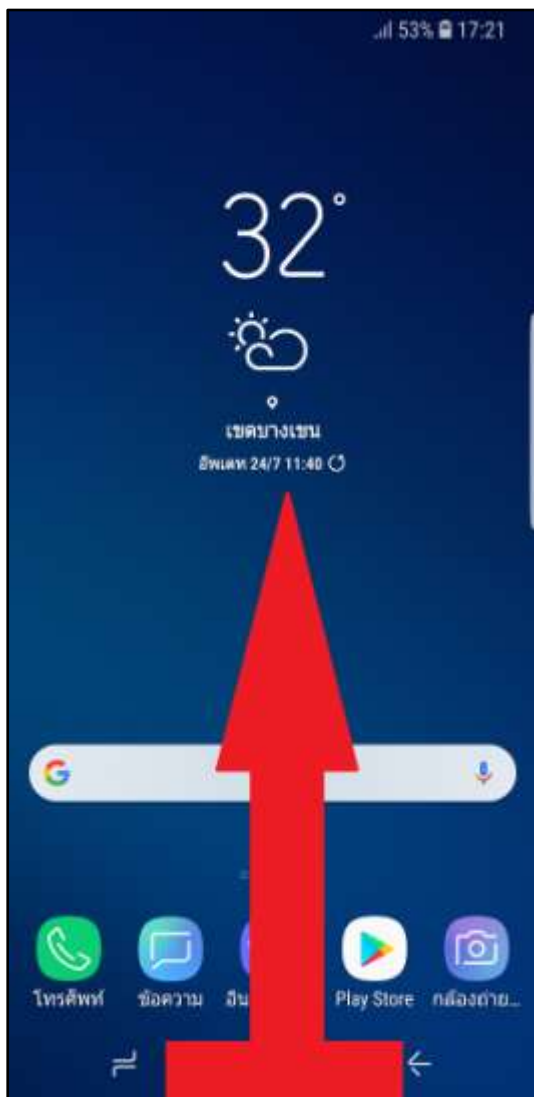 53% 17:21
32°
เขตบางเขน
อัพเดท 24/7 11:40
โทรศัพท์
ข้อความ
Play Store
กล้องถ่าย...